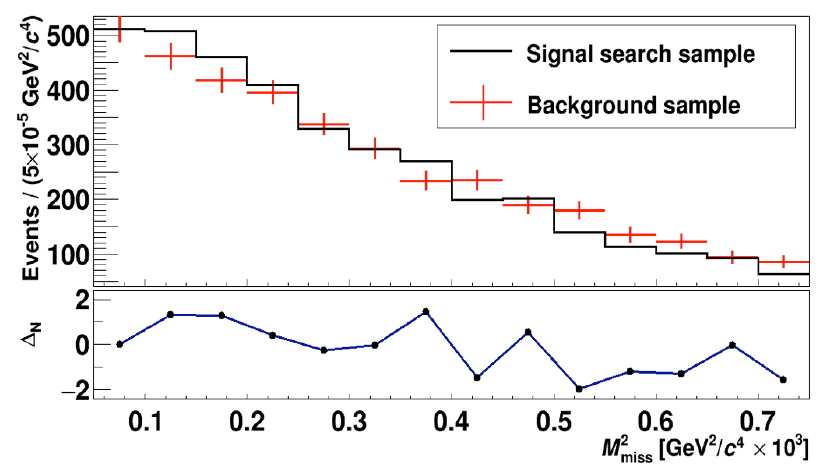 Events / (5×10⁻⁵ GeV²/c⁴)
500
400
300
200
100
Signal search sample
Background sample
Δ_N
2
0
−2
0.1 0.2 0.3 0.4 0.5 0.6 0.7
M²_miss [GeV²/c⁴ × 10³]